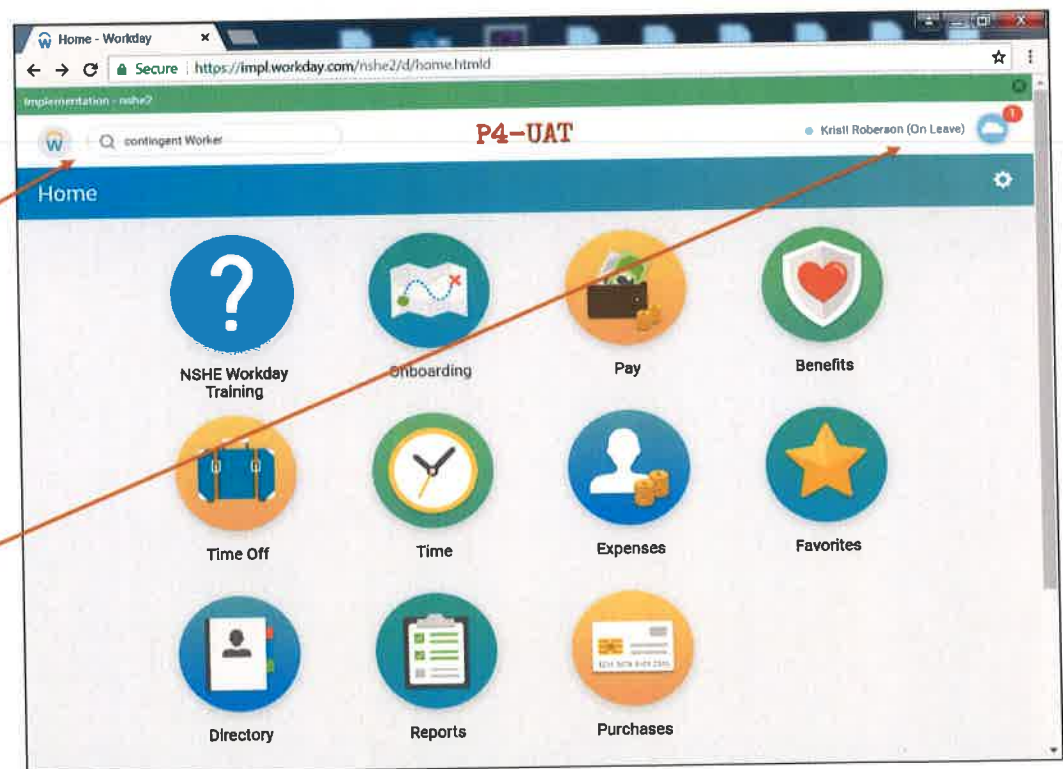 Home - Workday
Secure https://impl.workday.com/nshe2/d/home.htmld
Implementation - nshe2
contingent Worker
P4-UAT
Kristi Roberson (On Leave)
1
Home
NSHE Workday
Training
Onboarding
Pay
Benefits
Time Off
Time
Expenses
Favorites
Directory
Reports
Purchases